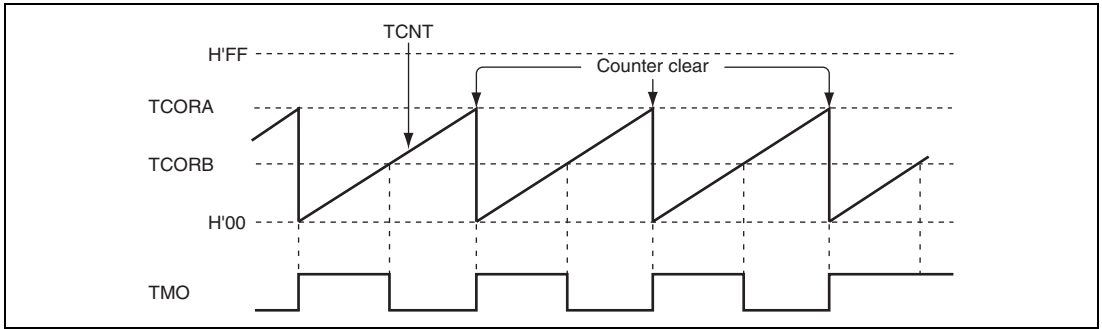 TCNT
H'FF
Counter clear
TCORA
TCORB
H'00
TMO